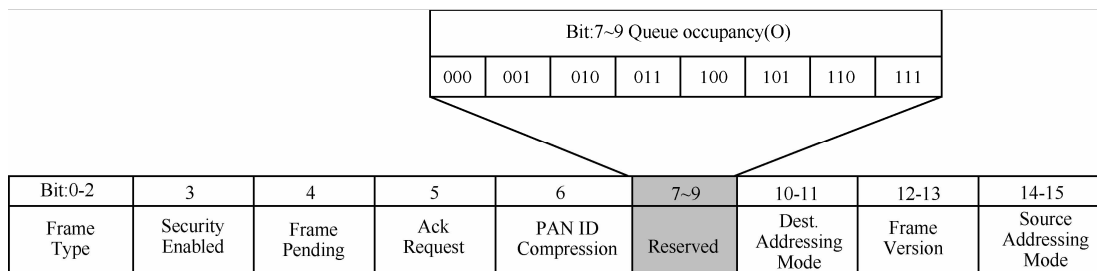 Bit:7~9 Queue occupancy(O)
000 001 010 011 100 101 110 111
Bit:0-2 3 4 5 6 7~9 10-11 12-13 14-15
Frame Type Security Enabled Frame Pending Ack Request PAN ID Compression Reserved Dest. Addressing Mode Frame Version Source Addressing Mode